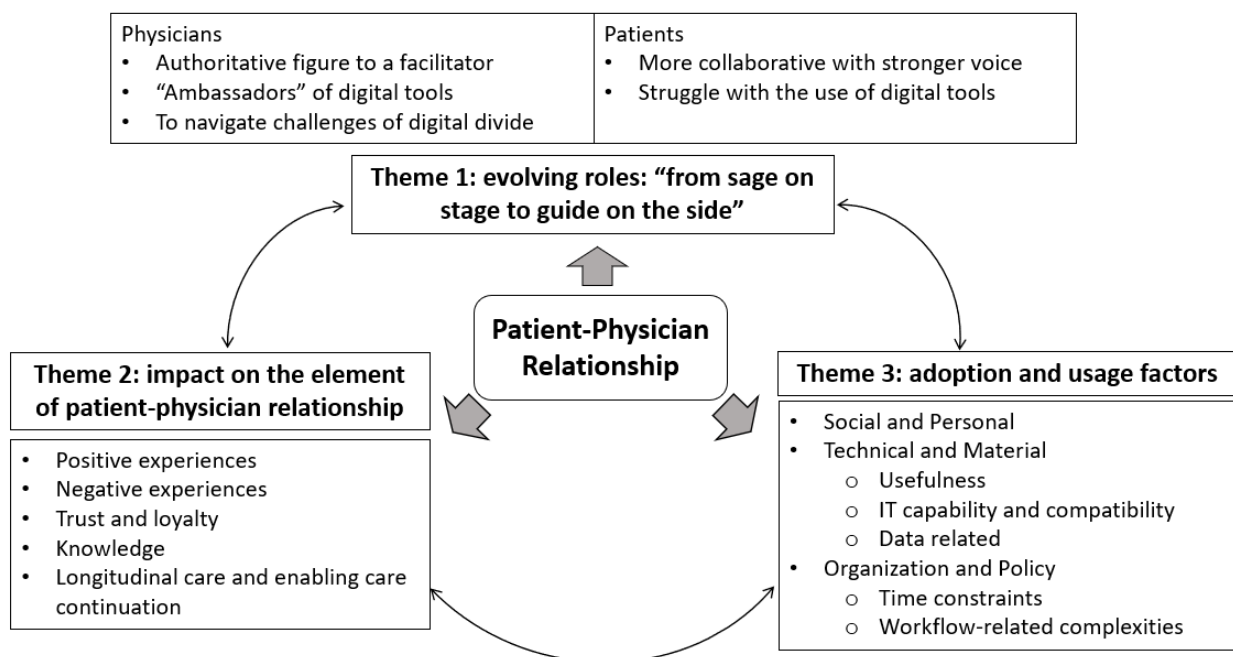 Physicians
• Authoritative figure to a facilitator
• “Ambassadors” of digital tools
• To navigate challenges of digital divide
Patients
• More collaborative with stronger voice
• Struggle with the use of digital tools
Theme 1: evolving roles: “from sage on
stage to guide on the side”
Patient-Physician
Relationship
Theme 2: impact on the element
of patient-physician relationship
• Positive experiences
• Negative experiences
• Trust and loyalty
• Knowledge
• Longitudinal care and enabling care
continuation
Theme 3: adoption and usage factors
• Social and Personal
• Technical and Material
o Usefulness
o IT capability and compatibility
o Data related
• Organization and Policy
o Time constraints
o Workflow-related complexities